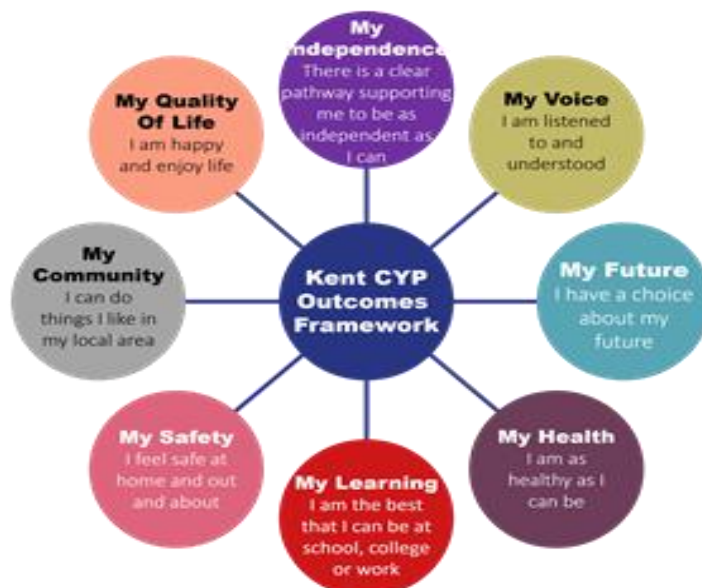 My
Independence
There is a clear
pathway supporting
me to be as
independent as
I can
My Voice
I am listened
to and
understood
My Future
I have a choice
about my
future
My Health
I am as
healthy as I
can be
My Learning
I am the best
that I can be at
school, college
or work
My Safety
I feel safe at
home and out
and about
My
Community
I can do
things I like in
my local area
My Quality
Of Life
I am happy
and enjoy life
Kent CYP
Outcomes
Framework